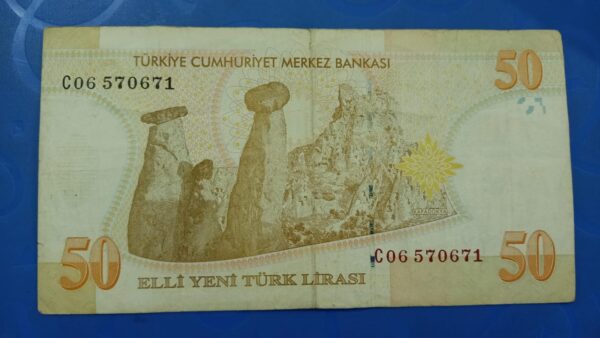 TÜRKİYE CUMHURİYET MERKEZ BANKASI
50
C06 570671
50
C06 570671
50
ELLİ YENİ TÜRK LİRASI